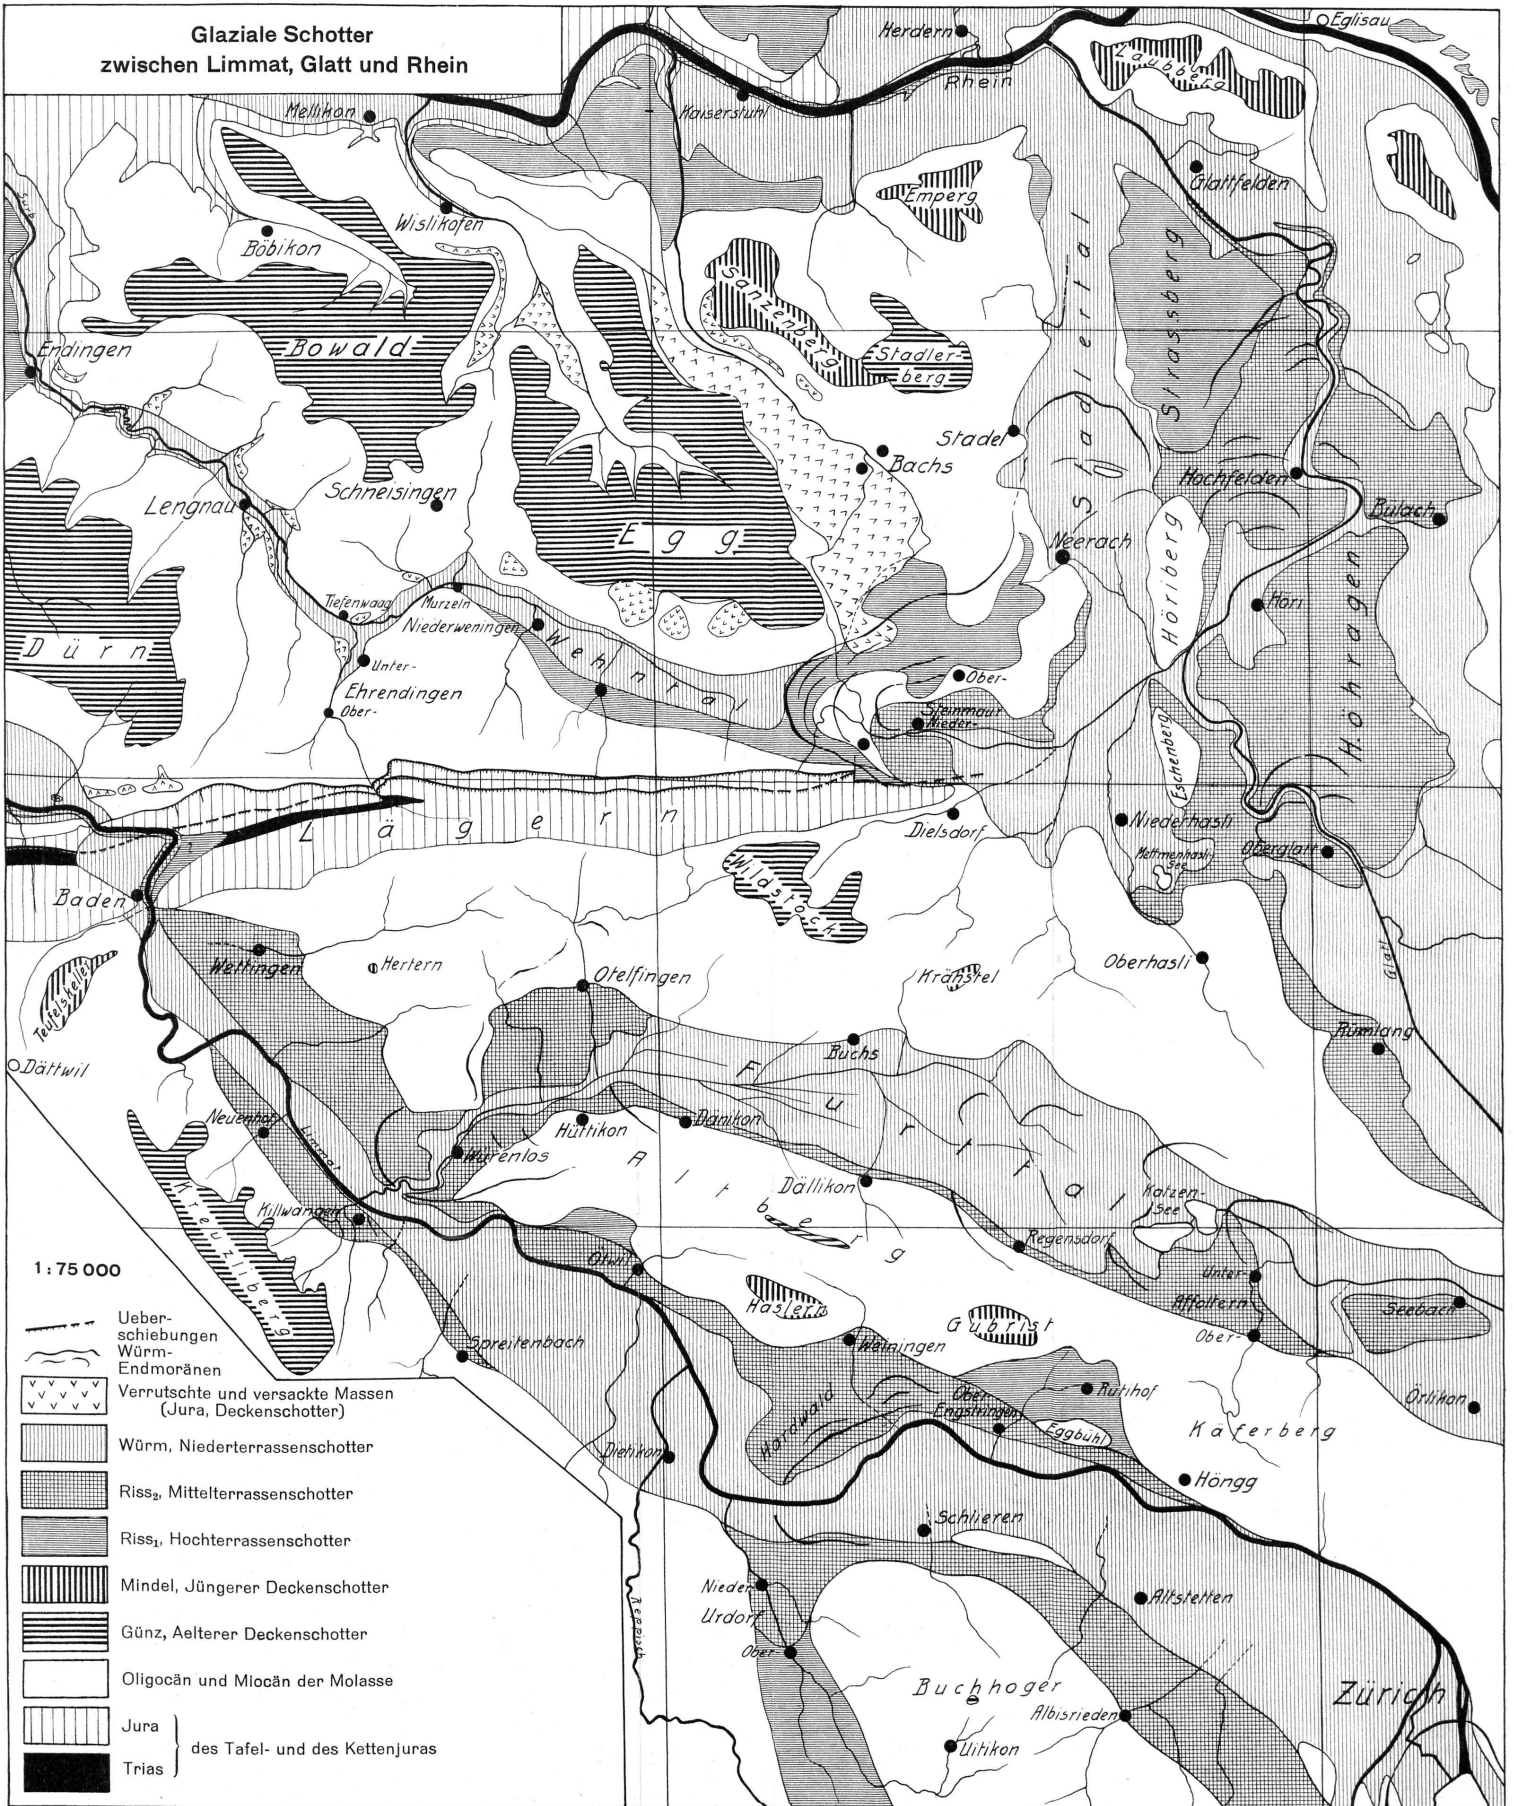 Glaziale Schotter
zwischen Limmat, Glatt und Rhein
Eglisau
Herdern
Laubberg
Rhein
Mellikon
Kaiserstuhl
Glattfelden
Surb
Emperg
Wislikofen
Böbikon
Sanzenberg
Stadlertal
Strassberg
Endingen
Bowald
Stadler-
berg
Stadel
Bachs
Hochfelden
Schneisingen
Lengnau
Bülach
Egg
Neerach
Höriberg
Höri
Höhragen
Tiefenwaag
Murzeln
Niederweningen
Wehntal
Dürn
Unter-
Ehrendingen
Ober-
Ober-
Steinmaur
Nieder-
Eschenberg
Lägern
Dielsdorf
Niederhasli
Mettmenhasli
See
Oberglatt
Wildstock
Baden
Wettingen
Hertern
Otelfingen
Krähstel
Oberhasli
Glatt
Teufelskeller
Dättwil
Buchs
Rümlang
Furttal
Neuenhof
Limmat
Hüttikon
Dänikon
Würenlos
Altberg
Dällikon
Katzen-
See
Kreuzliberg
Killwangen
Regensdorf
Otwil
Unter-
Affoltern
Ober-
Seebach
Haslern
Gubrist
Weiningen
Spreitenbach
Hardwald
Ober
Engstringen
Rütihof
Eggbühl
Örlikon
Käferberg
Dietikon
Höngg
Schlieren
Reppisch
Nieder
Urdorf
Ober-
Altstetten
Buchhoger
Albisrieden
Uitikon
Zürich
1 : 75 000
Ueber-
schiebungen
Würm-
Endmoränen
Verrutschte und versackte Massen
(Jura, Deckenschotter)
Würm, Niederterrassenschotter
Riss₂, Mittelterrassenschotter
Riss₁, Hochterrassenschotter
Mindel, Jüngerer Deckenschotter
Günz, Aelterer Deckenschotter
Oligocän und Miocän der Molasse
Jura
des Tafel- und des Kettenjuras
Trias